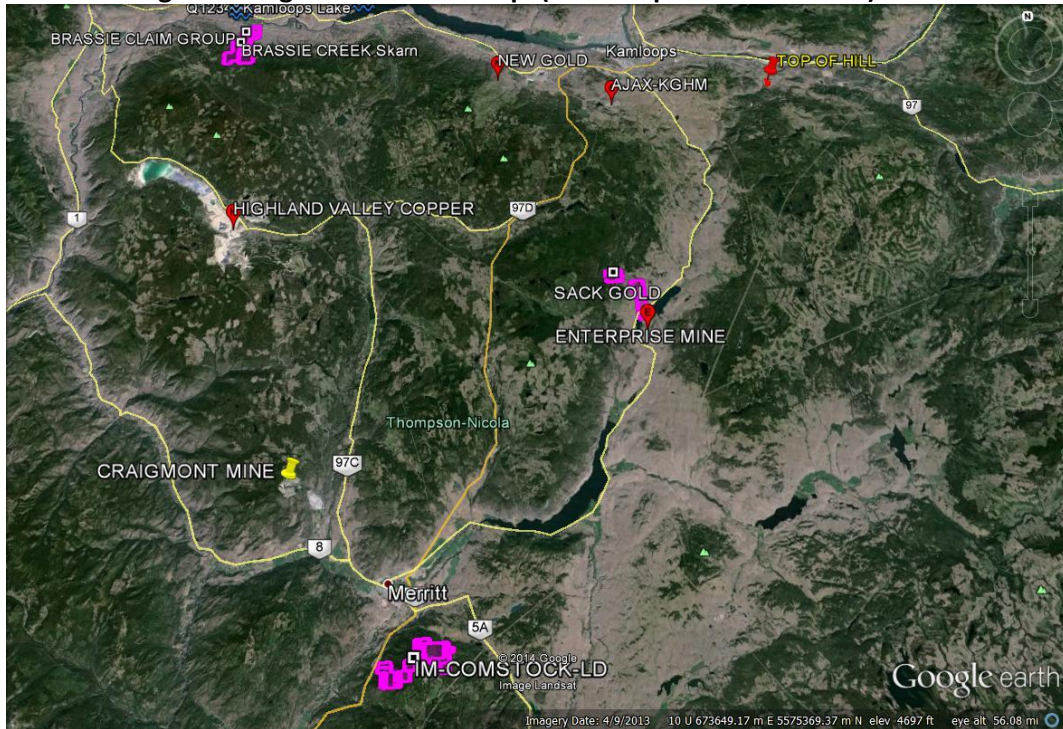 Q1234 Kamloops Lake
BRASSIE CLAIM GROUP
BRASSIE CREEK Skarn
NEW GOLD
Kamloops
TOP OF HILL
AJAX-KGHM
97
1
HIGHLAND VALLEY COPPER
97D
SACK GOLD
E
ENTERPRISE MINE
Thompson-Nicola
CRAIGMONT MINE
97C
8
Merritt
5A
IM-COMSTOCK-LD
© 2014 Google
Image Landsat
Google earth
Imagery Date: 4/9/2013 10 U 673649.17 m E 5575369.37 m N elev 4697 ft eye alt 56.08 mi
N